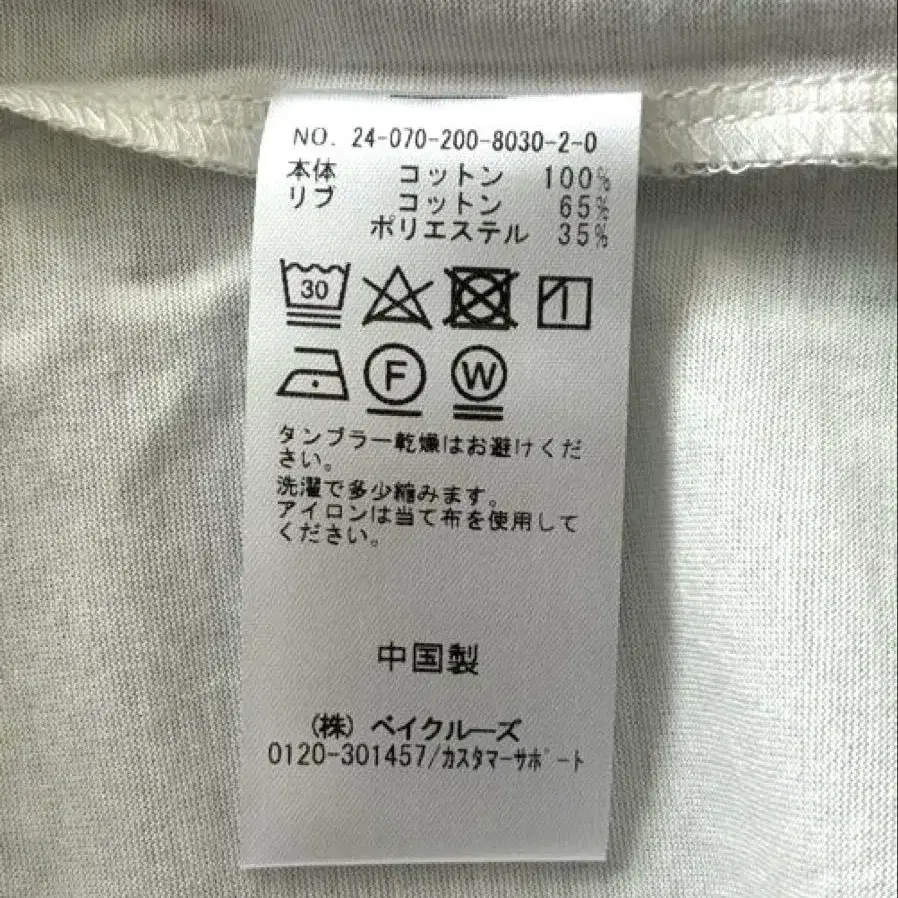 NO. 24-070-200-8030-2-0
本体 コットン 100%
リブ コットン 65%
ポリエステル 35%
30
F W
タンブラー乾燥はお避けくだ
さい。
洗濯で多少縮みます。
アイロンは当て布を使用して
ください。
中国製
(株) ベイクルーズ
0120-301457/カスタマーサポート